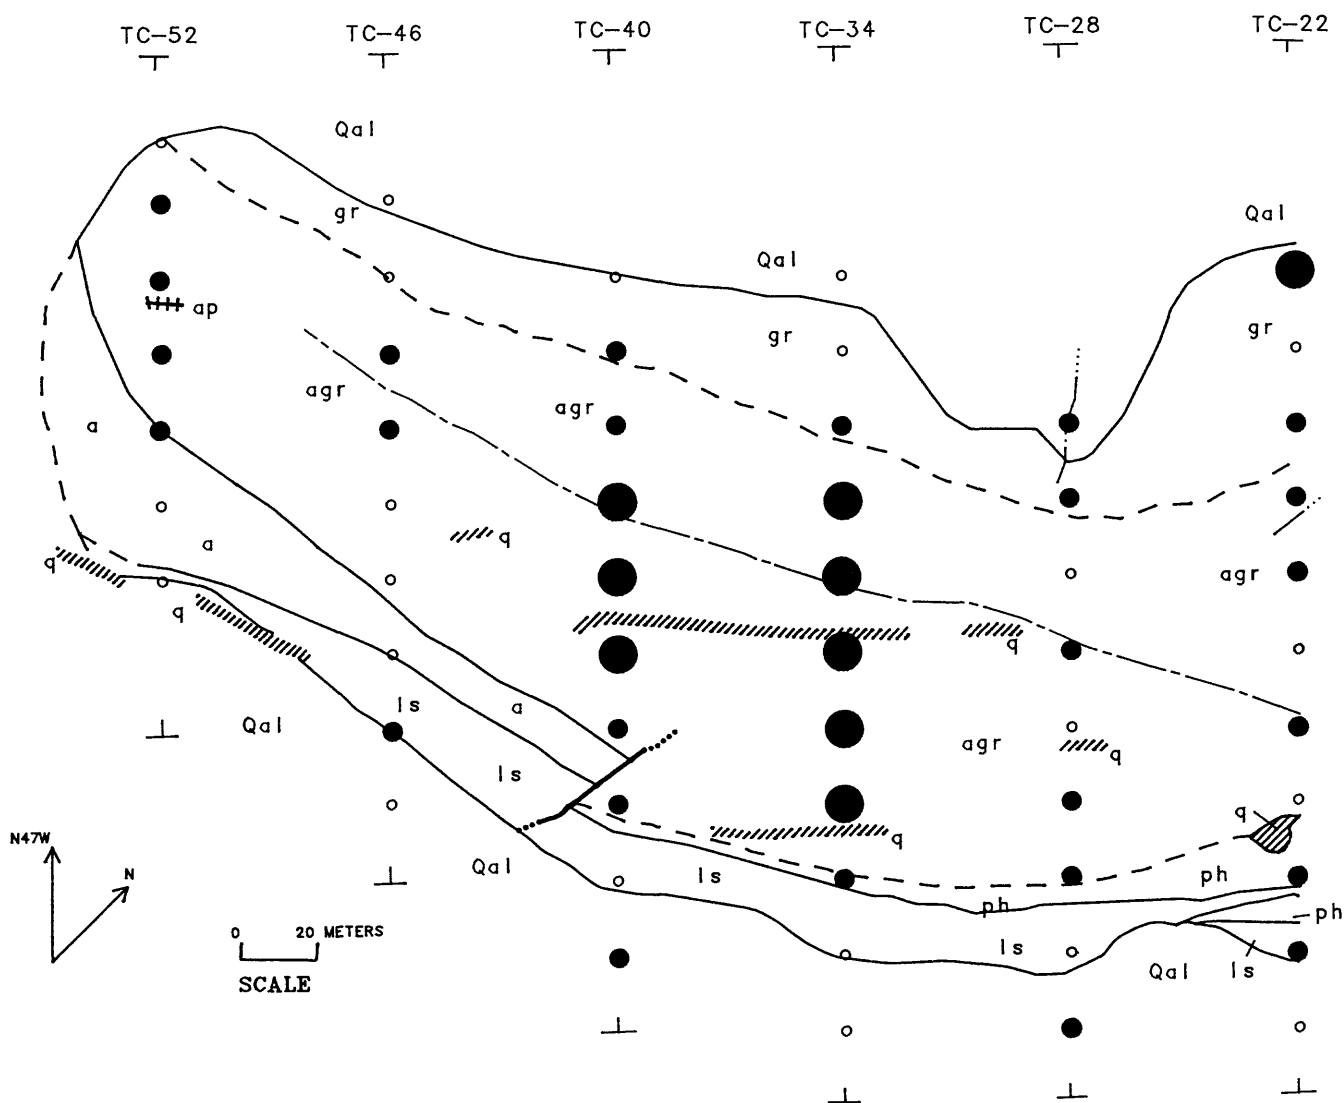 TC-52 TC-46 TC-40 TC-34 TC-28 TC-22
Qal
gr
Qal
Qal
gr
gr
ap
agr
agr
a
agr
q
a
q
q
q
ls
a
Qal
agr
q
ls
q
N47W
N
q
Qal
ls
ph
ph
ph
0 20 METERS
SCALE
ls
Qal
ls